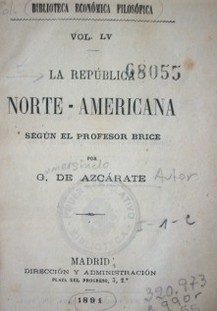 BIBLIOTECA ECONÓMICA FILOSÓFICA
VOL. LV
LA REPÚBLICA
68055
NORTE-AMERICANA
SEGÚN EL PROFESOR BRICE
POR
G. DE AZCÁRATE
Autor
5-1-2
MADRID
DIRECCIÓN Y ADMINISTRACIÓN
PLAZA DEL PROGRESO, 3, 2.º
1891
320.973